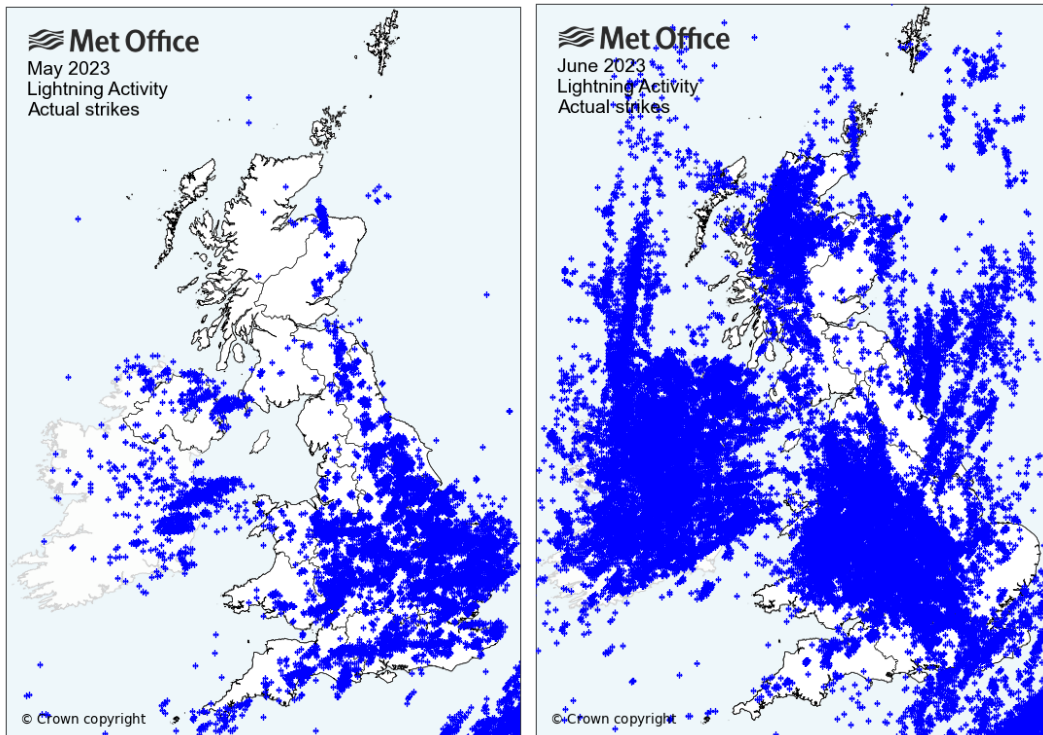 Met Office
May 2023
Lightning Activity
Actual strikes
© Crown copyright
Met Office
June 2023
Lightning Activity
Actual strikes
© Crown copyright